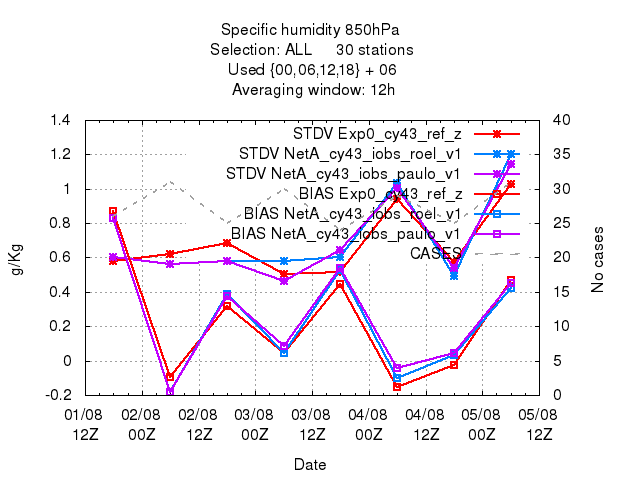 Specific humidity 850hPa
Selection: ALL 30 stations
Used {00,06,12,18} + 06
Averaging window: 12h
1.4
1.2
1
0.8
0.6
0.4
0.2
0
-0.2
g/Kg
40
35
30
25
20
15
10
5
0
No cases
STDV Exp0_cy43_ref_z
STDV NetA_cy43_iobs_roel_v1
STDV NetA_cy43_iobs_paulo_v1
BIAS Exp0_cy43_ref_z
BIAS NetA_cy43_iobs_roel_v1
BIAS NetA_cy43_iobs_paulo_v1
CASES
01/08 02/08 02/08 03/08 03/08 04/08 04/08 05/08 05/08
12Z 00Z 12Z 00Z 12Z 00Z 12Z 00Z 12Z
Date